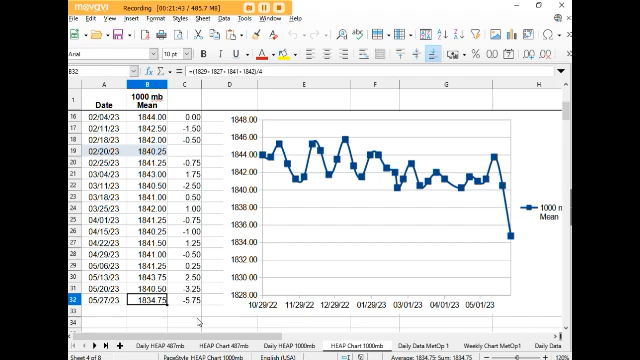 movavi Recording (00:21:43 / 485.7 MB)
File Edit View Insert Format Styles Sheet Data Tools Window Help
Arial 10 pt
B32 =(1829+1827+1841+1842)/4
A B C D E F G H
1 Date 1000 mb Mean
16 02/04/23 1844.00 0.00
17 02/11/23 1842.50 -1.50
18 02/18/23 1842.00 -0.50
19 02/20/23 1840.25
20 02/25/23 1841.25 -0.75
21 03/04/23 1843.00 1.75
22 03/11/23 1840.50 -2.50
23 03/18/23 1841.00 0.50
24 03/25/23 1842.00 1.00
25 04/01/23 1841.25 -0.75
26 04/15/23 1840.25 -1.00
27 04/22/23 1841.50 1.25
28 04/29/23 1841.00 -0.50
29 05/06/23 1841.25 0.25
30 05/13/23 1843.75 2.50
31 05/20/23 1840.50 -3.25
32 05/27/23 1834.75 -5.75
33
34
1848.00
1846.00
1844.00
1842.00
1840.00
1838.00
1836.00
1834.00
1832.00
1830.00
1828.00
10/29/22 11/29/22 12/29/22 01/29/23 03/01/23 04/01/23 05/01/23
1000 m
Mean
Daily HEAP 487mb HEAP Chart 487mb Daily HEAP 1000mb HEAP Chart 1000mb Daily Data MetOp 1 Weekly Chart MetOp1 Daily Data
Sheet 4 of 8 PageStyle_HEAP Chart 1000mb English (USA) Average: 1834.75; Sum: 1834.75 120%